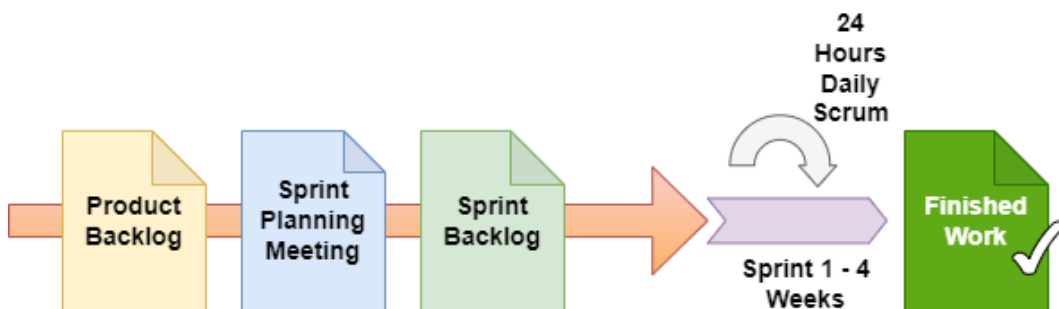 Product
Backlog
Sprint
Planning
Meeting
Sprint
Backlog
24
Hours
Daily
Scrum
Sprint 1 - 4
Weeks
Finished
Work